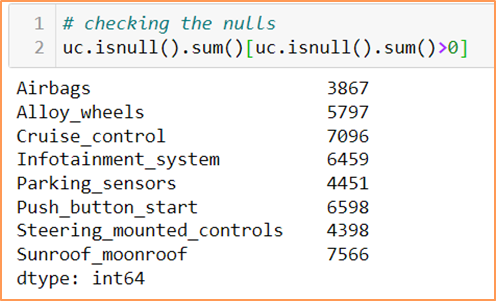 1 # checking the nulls
2 uc.isnull().sum()[uc.isnull().sum()>0]
Airbags 3867
Alloy_wheels 5797
Cruise_control 7096
Infotainment_system 6459
Parking_sensors 4451
Push_button_start 6598
Steering_mounted_controls 4398
Sunroof_moonroof 7566
dtype: int64